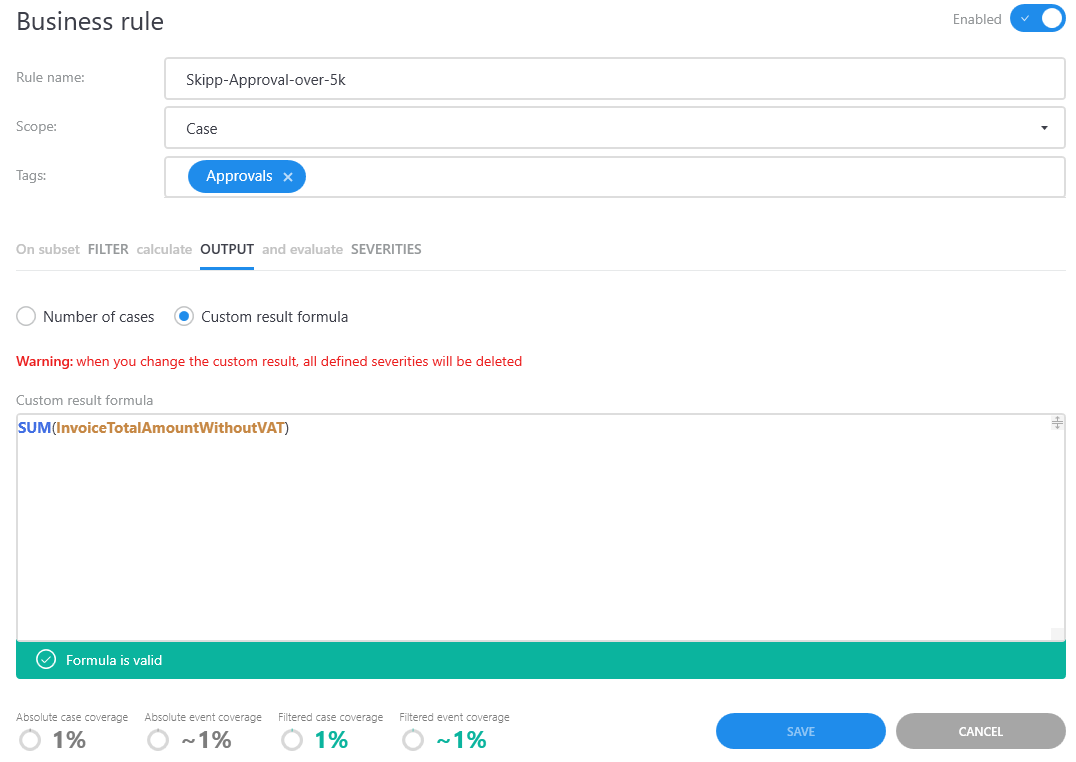 Business rule
Enabled
Rule name:
Skipp-Approval-over-5k
Scope:
Case
Tags:
Approvals ×
On subset FILTER calculate OUTPUT and evaluate SEVERITIES
Number of cases
Custom result formula
Warning: when you change the custom result, all defined severities will be deleted
Custom result formula
SUM(InvoiceTotalAmountWithoutVAT)
Formula is valid
Absolute case coverage
1%
Absolute event coverage
~1%
Filtered case coverage
1%
Filtered event coverage
~1%
SAVE
CANCEL